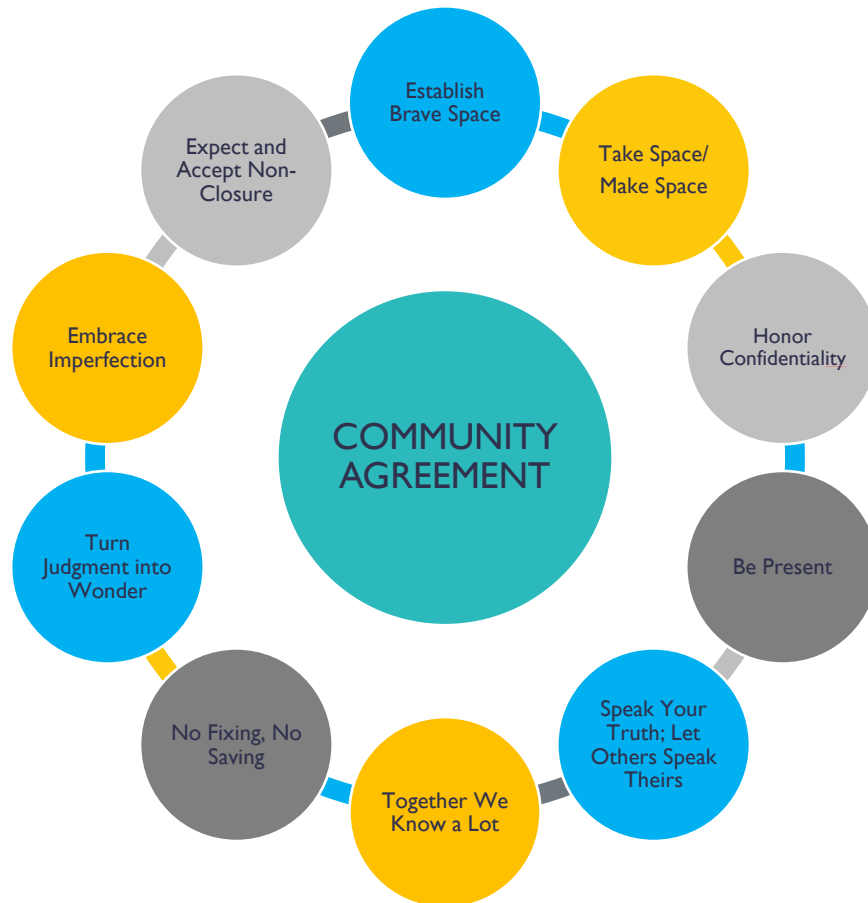 COMMUNITY
AGREEMENT
Establish
Brave Space
Take Space/
Make Space
Honor
Confidentiality
Be Present
Speak Your
Truth; Let
Others Speak
Theirs
Together We
Know a Lot
No Fixing, No
Saving
Turn
Judgment into
Wonder
Embrace
Imperfection
Expect and
Accept Non-
Closure